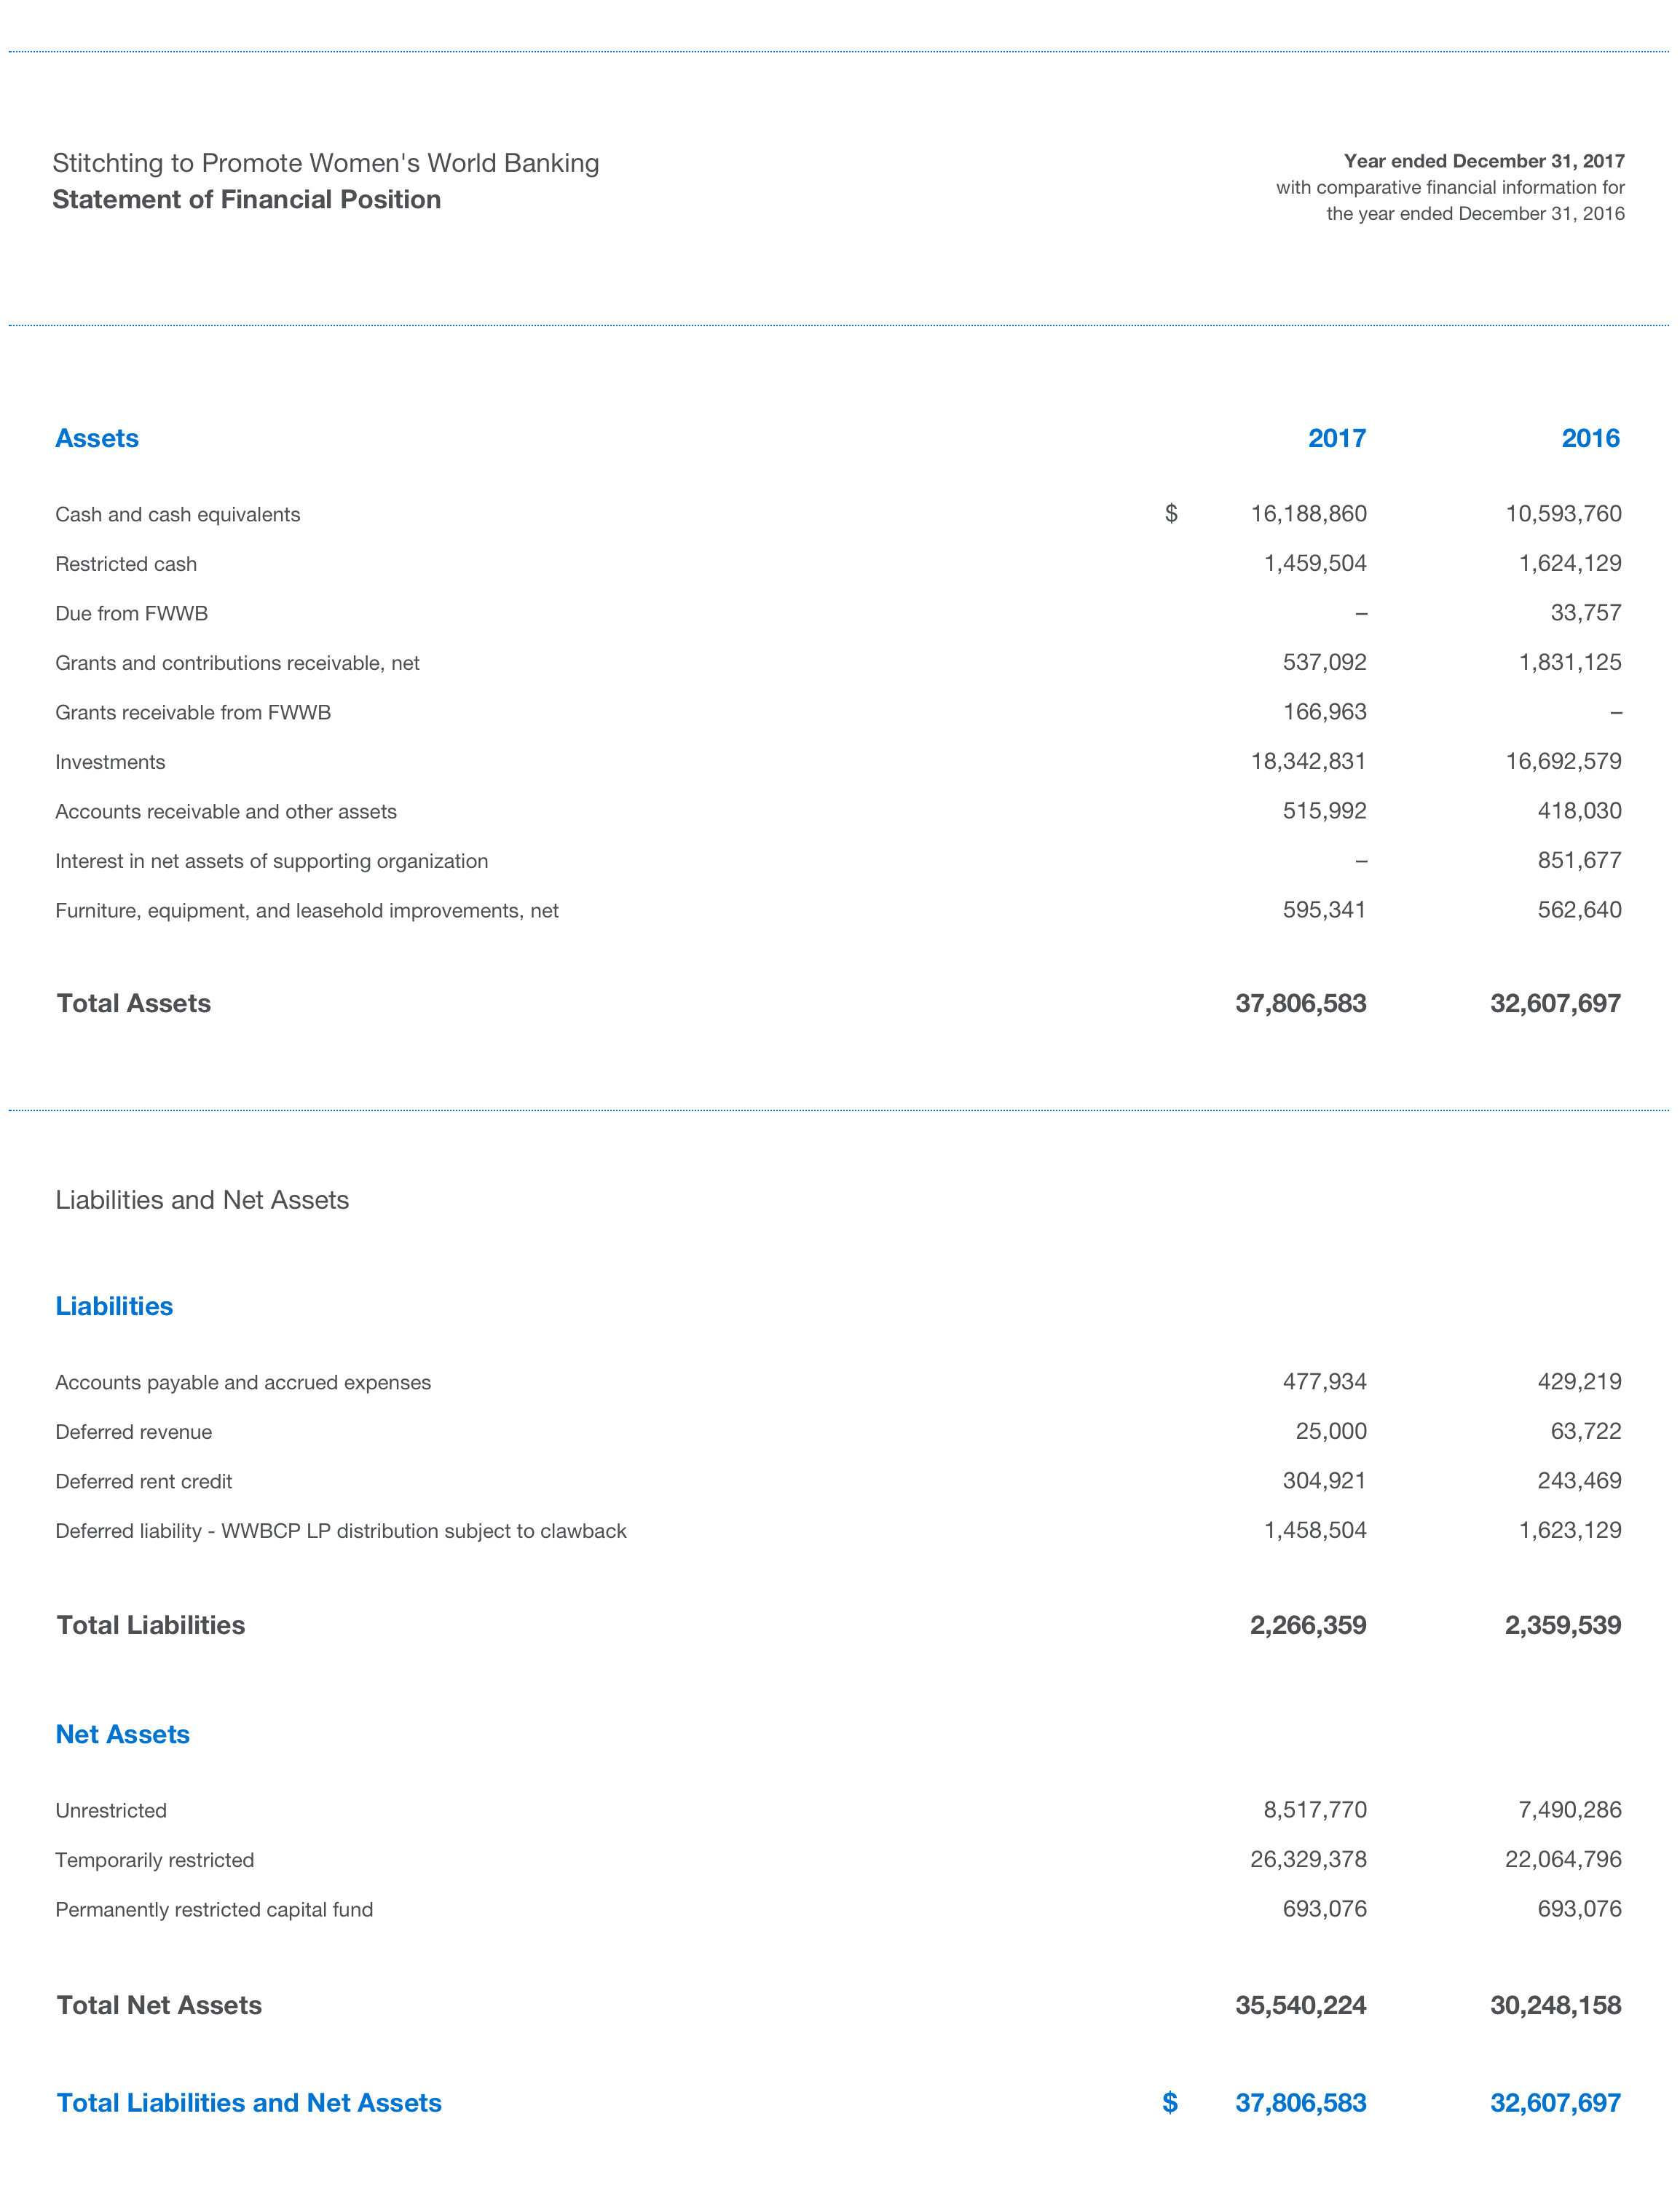 Stitchting to Promote Women's World Banking
Statement of Financial Position
Year ended December 31, 2017
with comparative financial information for
the year ended December 31, 2016
Assets 2017 2016
Cash and cash equivalents $ 16,188,860 10,593,760
Restricted cash 1,459,504 1,624,129
Due from FWWB – 33,757
Grants and contributions receivable, net 537,092 1,831,125
Grants receivable from FWWB 166,963 –
Investments 18,342,831 16,692,579
Accounts receivable and other assets 515,992 418,030
Interest in net assets of supporting organization – 851,677
Furniture, equipment, and leasehold improvements, net 595,341 562,640
Total Assets 37,806,583 32,607,697
Liabilities and Net Assets
Liabilities
Accounts payable and accrued expenses 477,934 429,219
Deferred revenue 25,000 63,722
Deferred rent credit 304,921 243,469
Deferred liability - WWBCP LP distribution subject to clawback 1,458,504 1,623,129
Total Liabilities 2,266,359 2,359,539
Net Assets
Unrestricted 8,517,770 7,490,286
Temporarily restricted 26,329,378 22,064,796
Permanently restricted capital fund 693,076 693,076
Total Net Assets 35,540,224 30,248,158
Total Liabilities and Net Assets $ 37,806,583 32,607,697